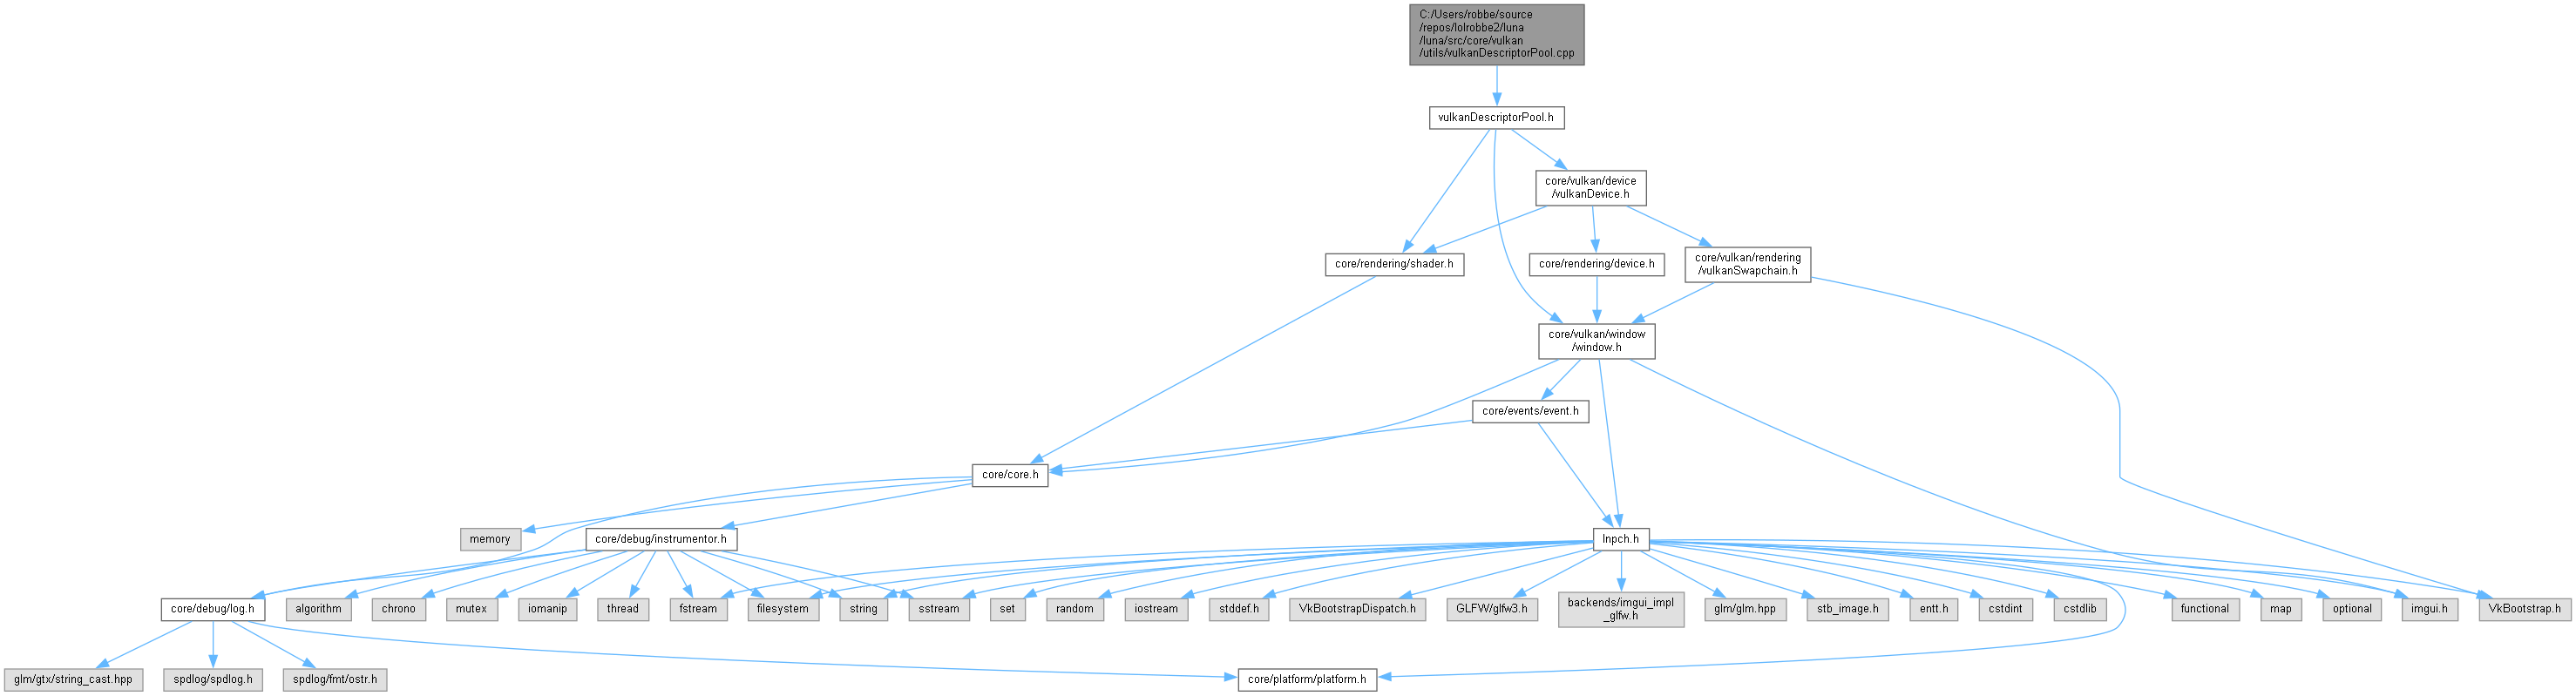 C:/Users/robbe/source
/repos/lolrobbe2/luna
/luna/src/core/vulkan
/utils/vulkanDescriptorPool.cpp
vulkanDescriptorPool.h
core/vulkan/device
/vulkanDevice.h
core/rendering/shader.h
core/rendering/device.h
core/vulkan/rendering
/vulkanSwapchain.h
core/vulkan/window
/window.h
core/events/event.h
core/core.h
memory
core/debug/instrumentor.h
lnpch.h
core/debug/log.h
algorithm
chrono
mutex
iomanip
thread
fstream
filesystem
string
sstream
set
random
iostream
stddef.h
VkBootstrapDispatch.h
GLFW/glfw3.h
backends/imgui_impl
_glfw.h
glm/glm.hpp
stb_image.h
entt.h
cstdint
cstdlib
functional
map
optional
imgui.h
VkBootstrap.h
glm/gtx/string_cast.hpp
spdlog/spdlog.h
spdlog/fmt/ostr.h
core/platform/platform.h